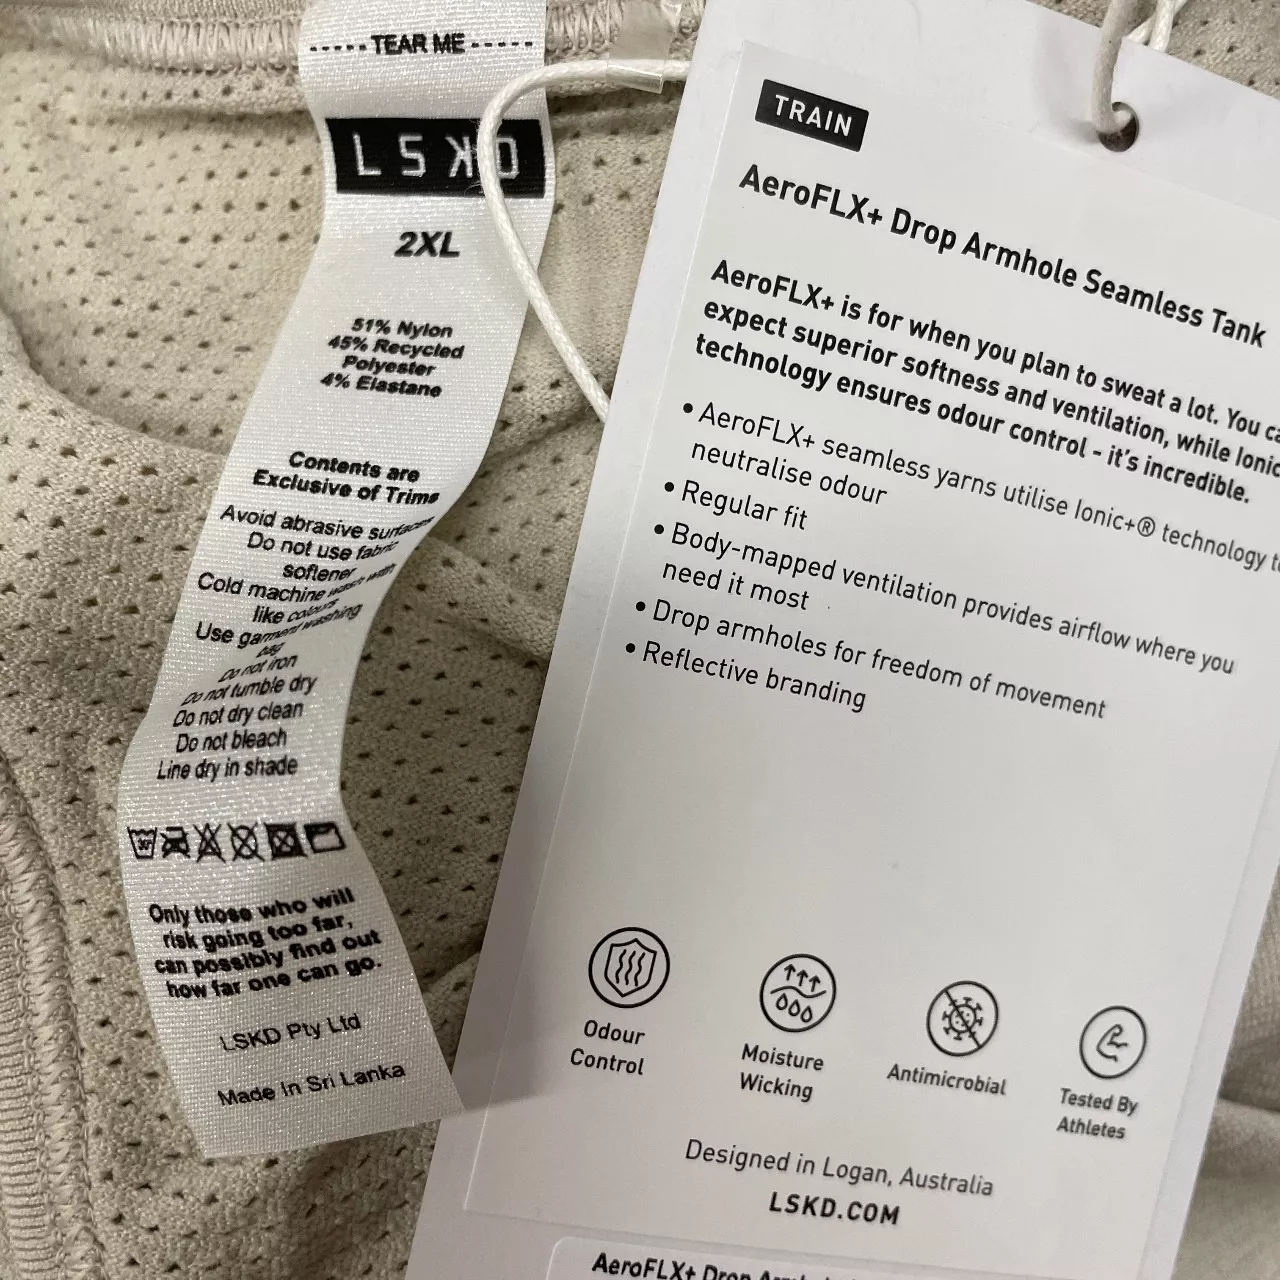 -----TEAR ME-----
LSKD
2XL
51% Nylon
45% Recycled
Polyester
4% Elastane
Contents are
Exclusive of Trims
Avoid abrasive surfaces
Do not use fabric
softener
Cold machine wash with
like colours
Use garment washing
bag
Do not iron
Do not tumble dry
Do not dry clean
Do not bleach
Line dry in shade
30°
Only those who will
risk going too far,
can possibly find out
how far one can go.
LSKD Pty Ltd
Made In Sri Lanka
TRAIN
AeroFLX+ Drop Armhole Seamless Tank
AeroFLX+ is for when you plan to sweat a lot. You
expect superior softness and ventilation, while
technology ensures odour control - it's incredible.
• AeroFLX+ seamless yarns utilise Ionic+® technology
neutralise odour
• Regular fit
• Body-mapped ventilation provides airflow where you
need it most
• Drop armholes for freedom of movement
• Reflective branding
Odour
Control
Moisture
Wicking
Antimicrobial
Tested By
Athletes
Designed in Logan, Australia
LSKD.COM
AeroFLX+ Drop